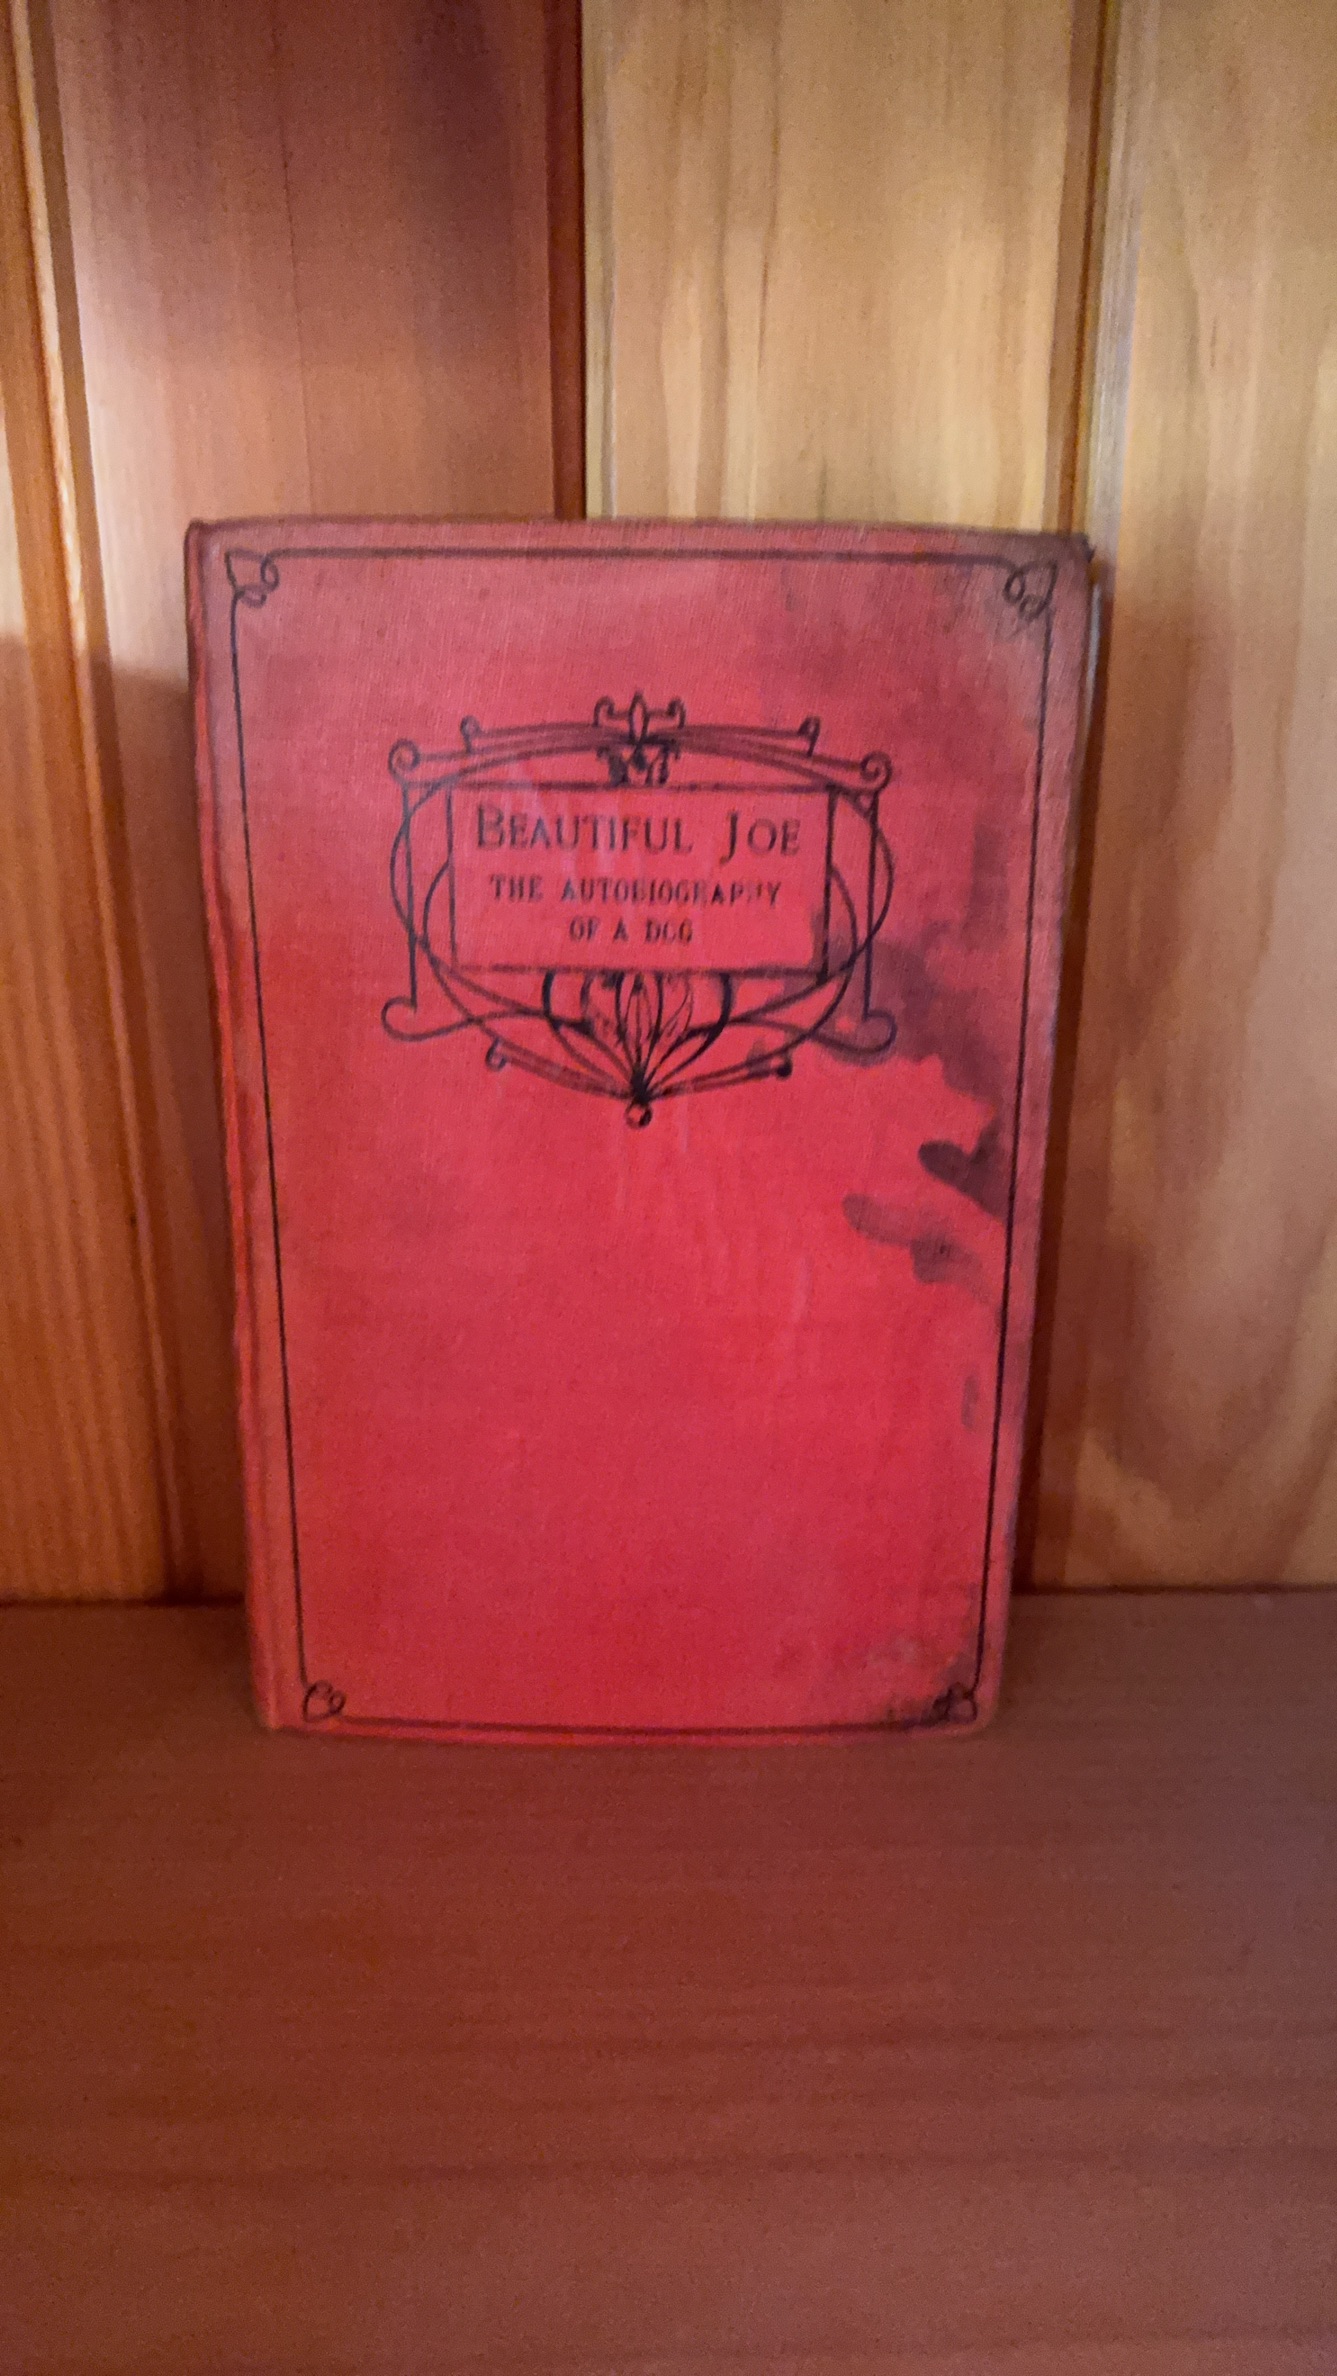 BEAUTIFUL JOE
THE AUTOBIOGRAPHY
OF A DOG